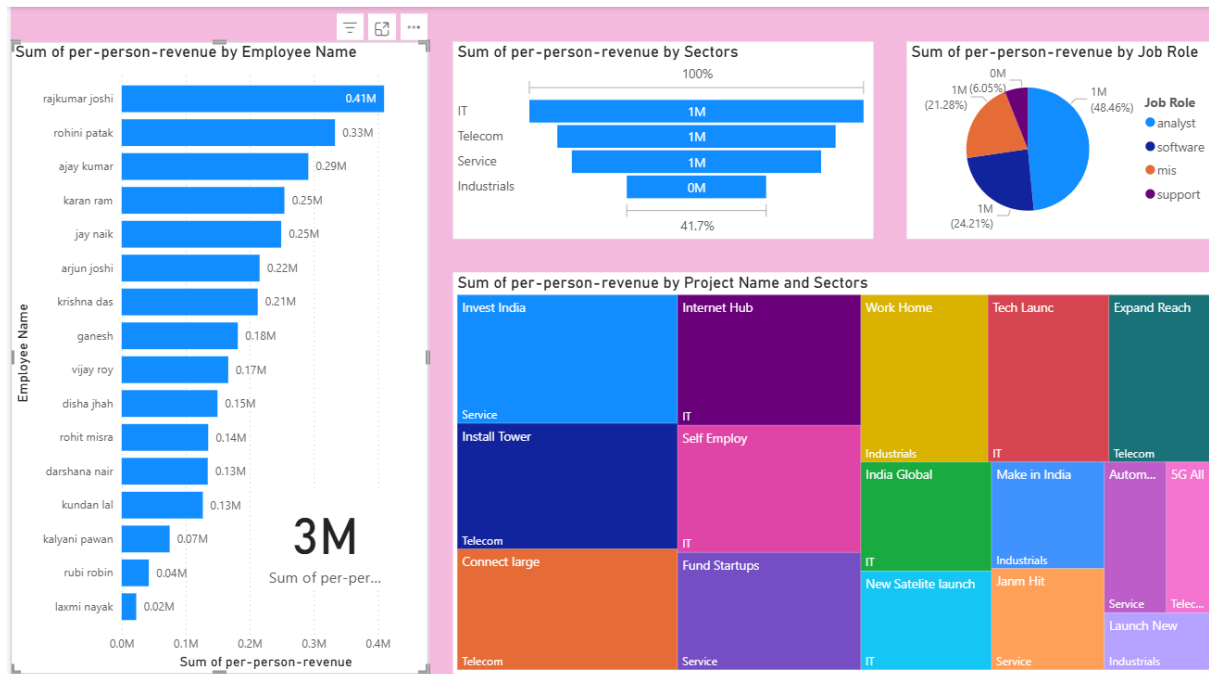 Sum of per-person-revenue by Employee Name
Employee Name
rajkumar joshi 0.41M
rohini patak 0.33M
ajay kumar 0.29M
karan ram 0.25M
jay naik 0.25M
arjun joshi 0.22M
krishna das 0.21M
ganesh 0.18M
vijay roy 0.17M
disha jhah 0.15M
rohit misra 0.14M
darshana nair 0.13M
kundan lal 0.13M
kalyani pawan 0.07M
rubi robin 0.04M
laxmi nayak 0.02M
0.0M 0.1M 0.2M 0.3M 0.4M
Sum of per-person-revenue
3M
Sum of per-per...
Sum of per-person-revenue by Sectors
100%
IT 1M
Telecom 1M
Service 1M
Industrials 0M
41.7%
Sum of per-person-revenue by Job Role
0M
(6.05%)
1M
(21.28%)
1M
(48.46%)
1M
(24.21%)
Job Role
analyst
software
mis
support
Sum of per-person-revenue by Project Name and Sectors
Invest India
Service
Install Tower
Telecom
Connect large
Telecom
Internet Hub
IT
Self Employ
IT
Fund Startups
Service
Work Home
Industrials
Tech Launc
IT
Expand Reach
Telecom
India Global
IT
New Satelite launch
IT
Make in India
Industrials
Janm Hit
Service
Autom...
Service
5G All
Telec...
Launch New
Industrials